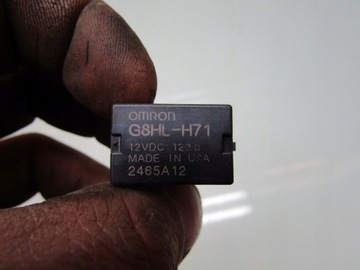 OMRON
G8HL-H71
12VDC 120Ω
MADE IN USA
2465A12